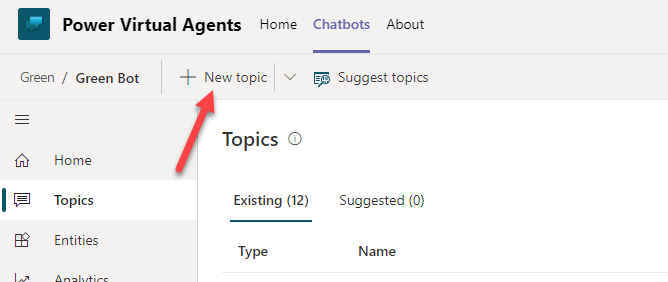 Power Virtual Agents Home Chatbots About
Green / Green Bot New topic Suggest topics
Home
Topics
Entities
Analytics
Topics
Existing (12) Suggested (0)
Type Name